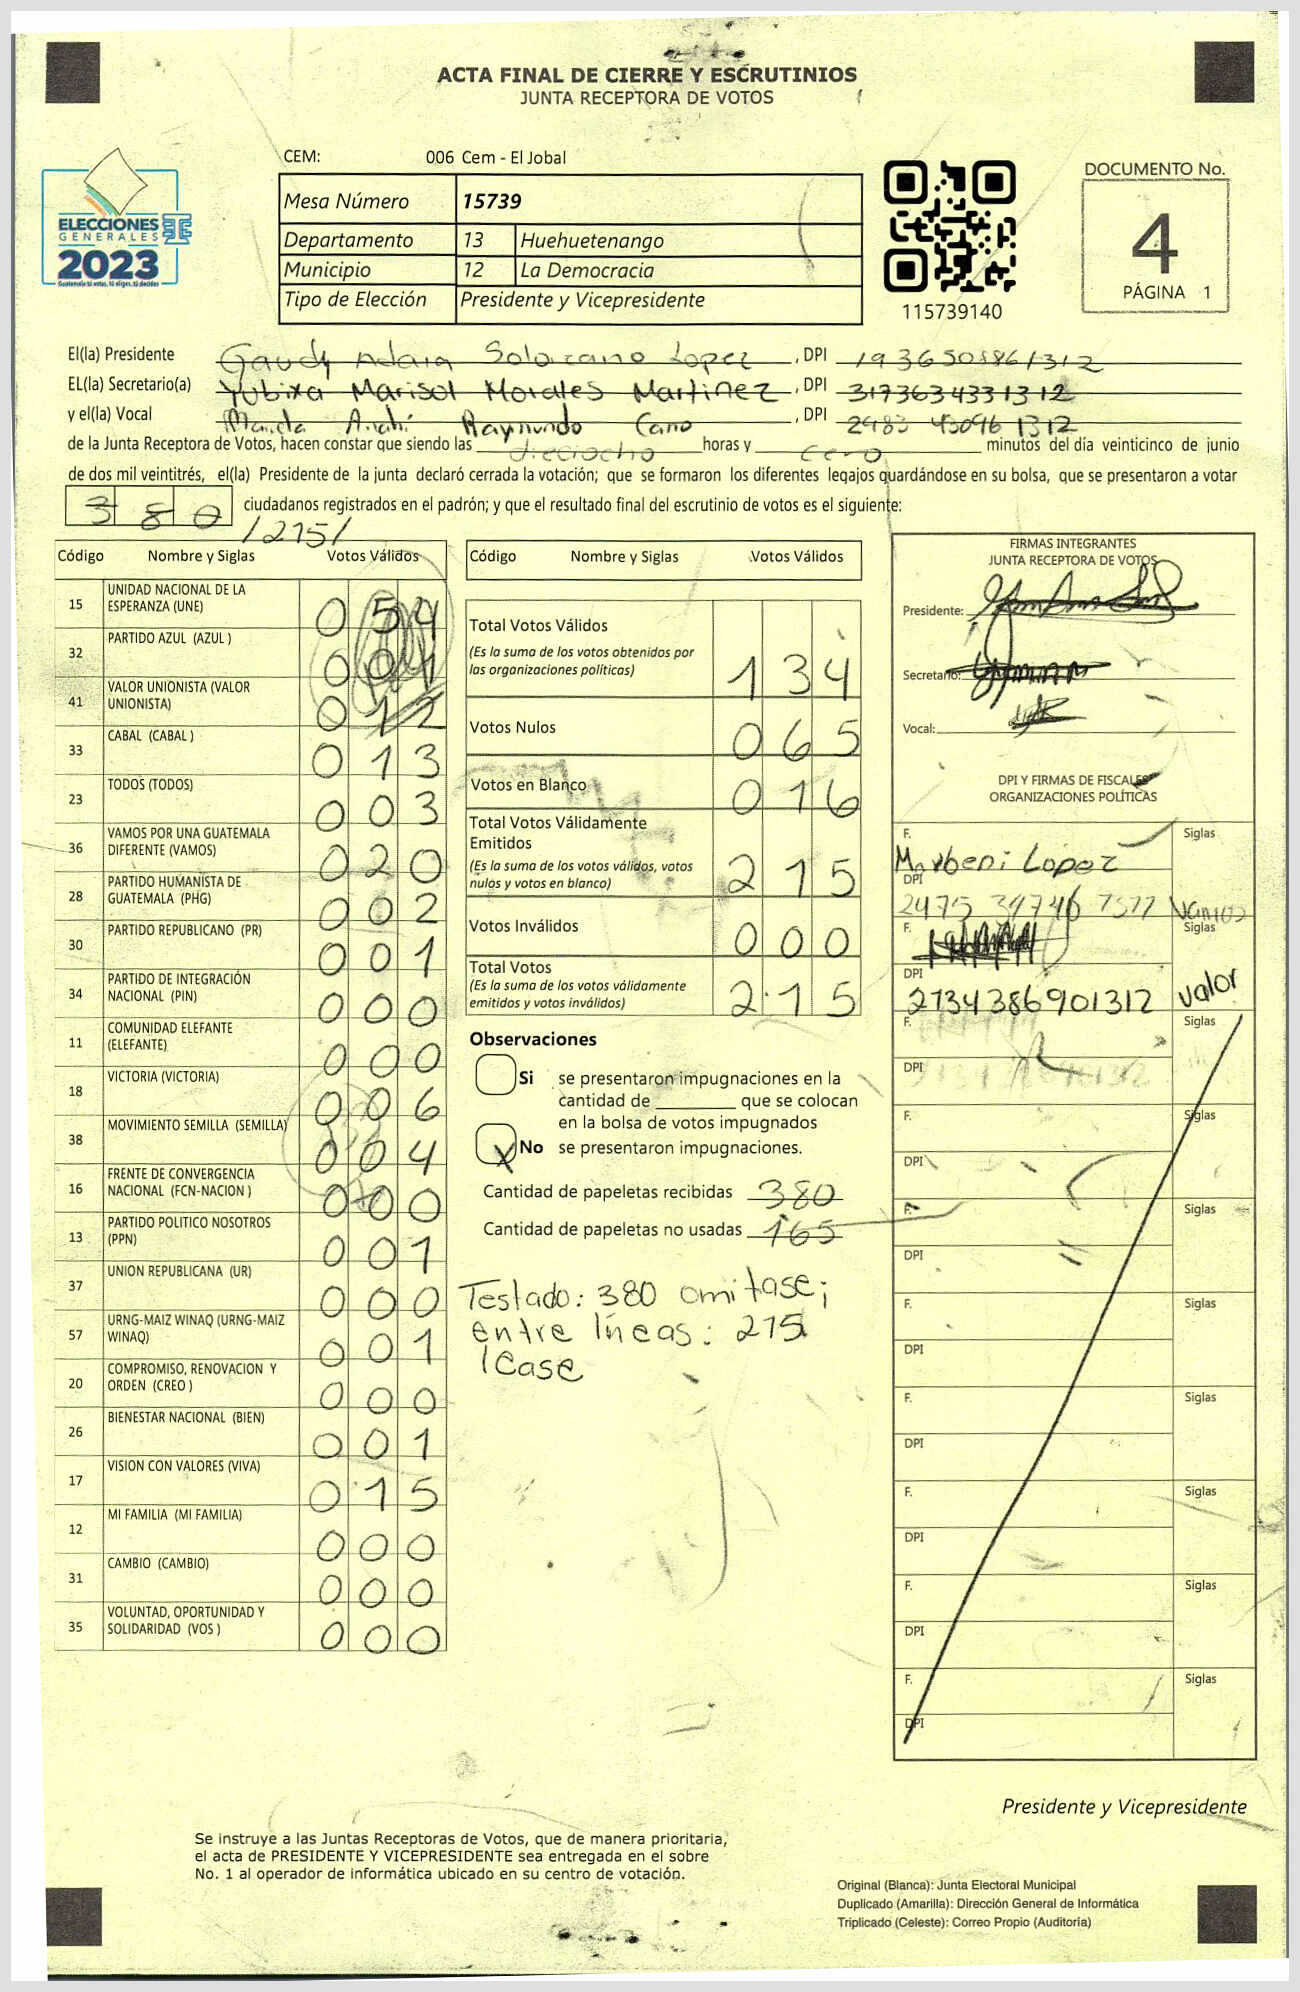 ACTA FINAL DE CIERRE Y ESCRUTINIOS
JUNTA RECEPTORA DE VOTOS
CEM: 006 Cem - El Jobal
ELECCIONES
GENERALES
2023
Guatemala tú votas, tú eliges, tú decides
Mesa Número 15739
Departamento 13 Huehuetenango
Municipio 12 La Democracia
Tipo de Elección Presidente y Vicepresidente
115739140
DOCUMENTO No.
4
PÁGINA 1
El(la) Presidente Gaudy Adaia Solorzano Lopez, DPI
EL(la) Secretario(a) Yubixa Marisol Morales Martinez, DPI 3173634331312
y el(la) Vocal Anahí Raymundo Cano, DPI 2983 43096 1312
de la Junta Receptora de Votos, hacen constar que siendo las dieciocho horas y cero minutos del día veinticinco de junio
de dos mil veintitrés, el(la) Presidente de la junta declaró cerrada la votación; que se formaron los diferentes legajos quardándose en su bolsa, que se presentaron a votar
380 ciudadanos registrados en el padrón; y que el resultado final del escrutinio de votos es el siguiente:
/215/
Código Nombre y Siglas Votos Válidos
15 UNIDAD NACIONAL DE LA ESPERANZA (UNE) 054
32 PARTIDO AZUL (AZUL ) 001
41 VALOR UNIONISTA (VALOR UNIONISTA) 012
33 CABAL (CABAL ) 013
23 TODOS (TODOS) 003
36 VAMOS POR UNA GUATEMALA DIFERENTE (VAMOS) 020
28 PARTIDO HUMANISTA DE GUATEMALA (PHG) 002
30 PARTIDO REPUBLICANO (PR) 001
34 PARTIDO DE INTEGRACIÓN NACIONAL (PIN) 000
11 COMUNIDAD ELEFANTE (ELEFANTE) 000
18 VICTORIA (VICTORIA) 006
38 MOVIMIENTO SEMILLA (SEMILLA) 004
16 FRENTE DE CONVERGENCIA NACIONAL (FCN-NACION ) 000
13 PARTIDO POLITICO NOSOTROS (PPN) 001
37 UNION REPUBLICANA (UR) 000
57 URNG-MAIZ WINAQ (URNG-MAIZ WINAQ) 001
20 COMPROMISO, RENOVACION Y ORDEN (CREO ) 000
26 BIENESTAR NACIONAL (BIEN) 001
17 VISION CON VALORES (VIVA) 015
12 MI FAMILIA (MI FAMILIA) 000
31 CAMBIO (CAMBIO) 000
35 VOLUNTAD, OPORTUNIDAD Y SOLIDARIDAD (VOS ) 000
Código Nombre y Siglas Votos Válidos
Total Votos Válidos
(Es la suma de los votos obtenidos por las organizaciones políticas) 134
Votos Nulos 065
Votos en Blanco 016
Total Votos Válidamente Emitidos
(Es la suma de los votos válidos, votos nulos y votos en blanco) 215
Votos Inválidos 000
Total Votos
(Es la suma de los votos válidamente emitidos y votos inválidos) 215
Observaciones
Si se presentaron impugnaciones en la
cantidad de ________ que se colocan
en la bolsa de votos impugnados
X No se presentaron impugnaciones.
Cantidad de papeletas recibidas 380
Cantidad de papeletas no usadas 165
Testado: 380 omitase;
entre líneas: 215
lease
FIRMAS INTEGRANTES
JUNTA RECEPTORA DE VOTOS
Presidente:
Secretario:
Vocal:
DPI Y FIRMAS DE FISCALES
ORGANIZACIONES POLÍTICAS
F. Siglas
Marbeni Lopez
DPI
Vamos
F. Siglas
DPI
2734386901312 valor
F. Siglas
DPI
F. Siglas
DPI
F. Siglas
DPI
F. Siglas
DPI
F. Siglas
DPI
F. Siglas
DPI
F. Siglas
DPI
F. Siglas
DPI
Presidente y Vicepresidente
Se instruye a las Juntas Receptoras de Votos, que de manera prioritaria,
el acta de PRESIDENTE Y VICEPRESIDENTE sea entregada en el sobre
No. 1 al operador de informática ubicado en su centro de votación.
Original (Blanca): Junta Electoral Municipal
Duplicado (Amarilla): Dirección General de Informática
Triplicado (Celeste): Correo Propio (Auditoría)